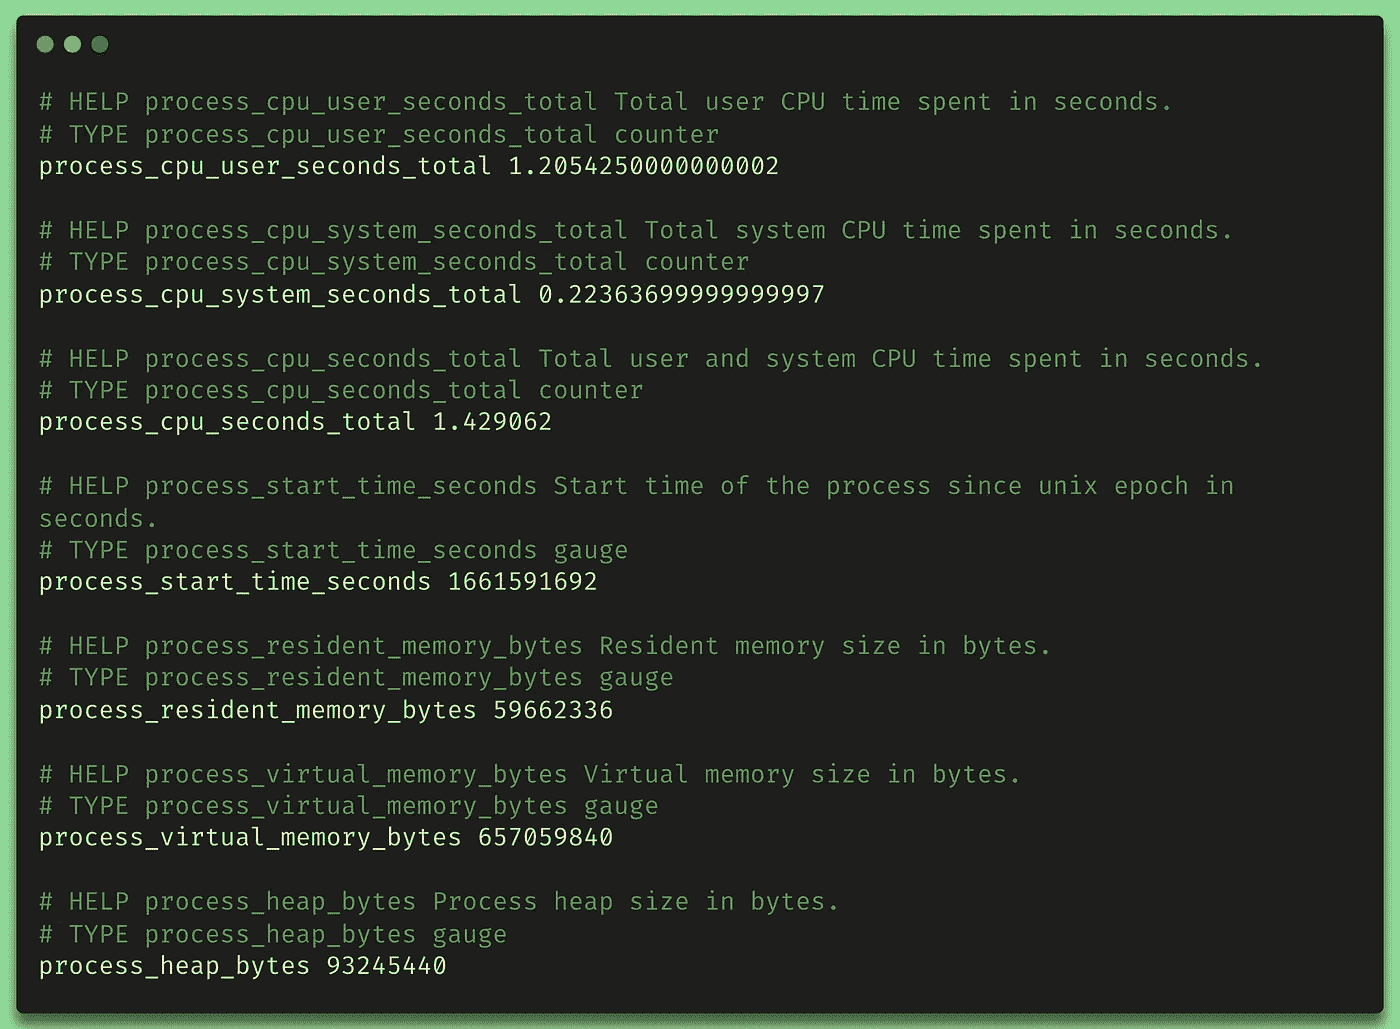 # HELP process_cpu_user_seconds_total Total user CPU time spent in seconds.
# TYPE process_cpu_user_seconds_total counter
process_cpu_user_seconds_total 1.2054250000000002
# HELP process_cpu_system_seconds_total Total system CPU time spent in seconds.
# TYPE process_cpu_system_seconds_total counter
process_cpu_system_seconds_total 0.22363699999999997
# HELP process_cpu_seconds_total Total user and system CPU time spent in seconds.
# TYPE process_cpu_seconds_total counter
process_cpu_seconds_total 1.429062
# HELP process_start_time_seconds Start time of the process since unix epoch in
seconds.
# TYPE process_start_time_seconds gauge
process_start_time_seconds 1661591692
# HELP process_resident_memory_bytes Resident memory size in bytes.
# TYPE process_resident_memory_bytes gauge
process_resident_memory_bytes 59662336
# HELP process_virtual_memory_bytes Virtual memory size in bytes.
# TYPE process_virtual_memory_bytes gauge
process_virtual_memory_bytes 657059840
# HELP process_heap_bytes Process heap size in bytes.
# TYPE process_heap_bytes gauge
process_heap_bytes 93245440